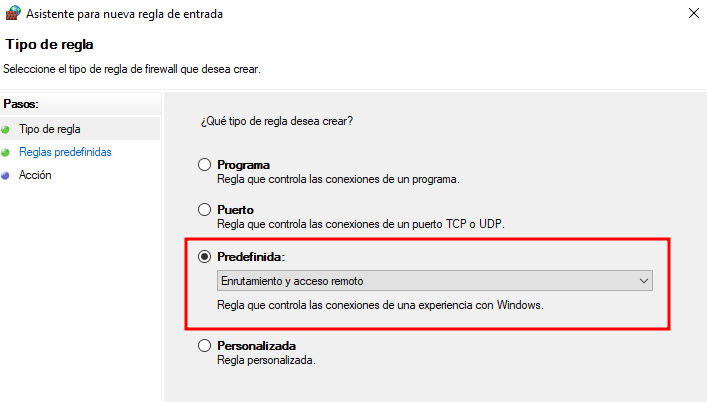 Asistente para nueva regla de entrada
Tipo de regla
Seleccione el tipo de regla de firewall que desea crear.
Pasos:
Tipo de regla
Reglas predefinidas
Acción
¿Qué tipo de regla desea crear?
Programa
Regla que controla las conexiones de un programa.
Puerto
Regla que controla las conexiones de un puerto TCP o UDP.
Predefinida:
Enrutamiento y acceso remoto
Regla que controla las conexiones de una experiencia con Windows.
Personalizada
Regla personalizada.